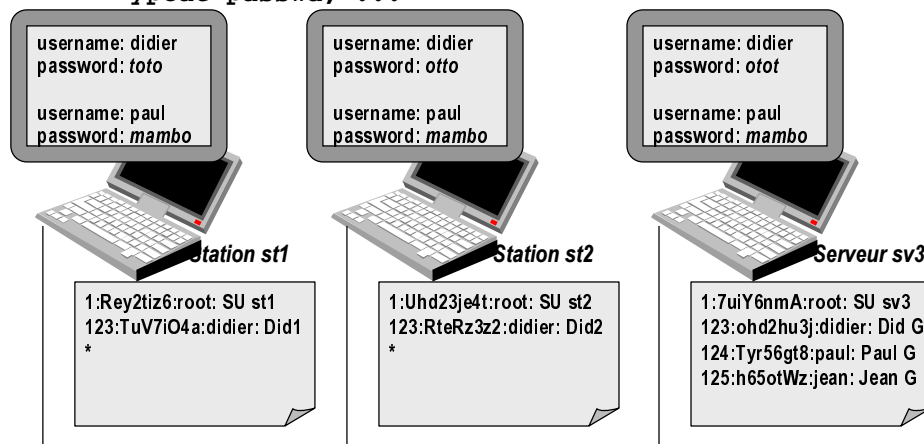 username: didier
password: toto
username: paul
password: mambo
username: didier
password: otto
username: paul
password: mambo
username: didier
password: otot
username: paul
password: mambo
Station st1
Station st2
Serveur sv3
1:Rey2tiz6:root: SU st1
123:TuV7iO4a:didier: Did1
*
1:Uhd23je4t:root: SU st2
123:RteRz3z2:didier: Did2
*
1:7uiY6nmA:root: SU sv3
123:ohd2hu3j:didier: Did G
124:Tyr56gt8:paul: Paul G
125:h65otWz:jean: Jean G